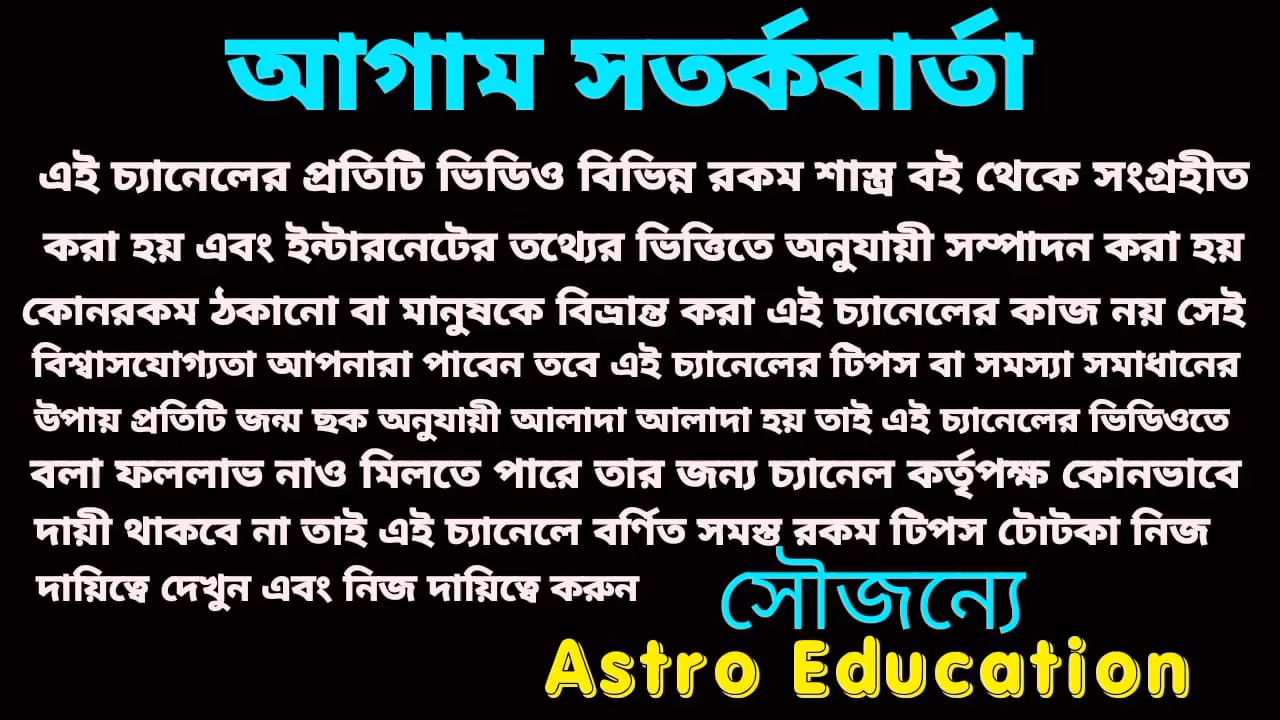 আগাম সতর্কবার্তা
এই চ্যানেলের প্রতিটি ভিডিও বিভিন্ন রকম শাস্ত্র বই থেকে সংগ্রহীত
করা হয় এবং ইন্টারনেটের তথ্যের ভিত্তিতে অনুযায়ী সম্পাদন করা হয়
কোনরকম ঠকানো বা মানুষকে বিভ্রান্ত করা এই চ্যানেলের কাজ নয় সেই
বিশ্বাসযোগ্যতা আপনারা পাবেন তবে এই চ্যানেলের টিপস বা সমস্যা সমাধানের
উপায় প্রতিটি জন্ম ছক অনুযায়ী আলাদা আলাদা হয় তাই এই চ্যানেলের ভিডিওতে
বলা ফললাভ নাও মিলতে পারে তার জন্য চ্যানেল কর্তৃপক্ষ কোনভাবে
দায়ী থাকবে না তাই এই চ্যানেলে বর্ণিত সমস্ত রকম টিপস টোটকা নিজ
দায়িত্বে দেখুন এবং নিজ দায়িত্বে করুন
সৌজন্যে
Astro Education